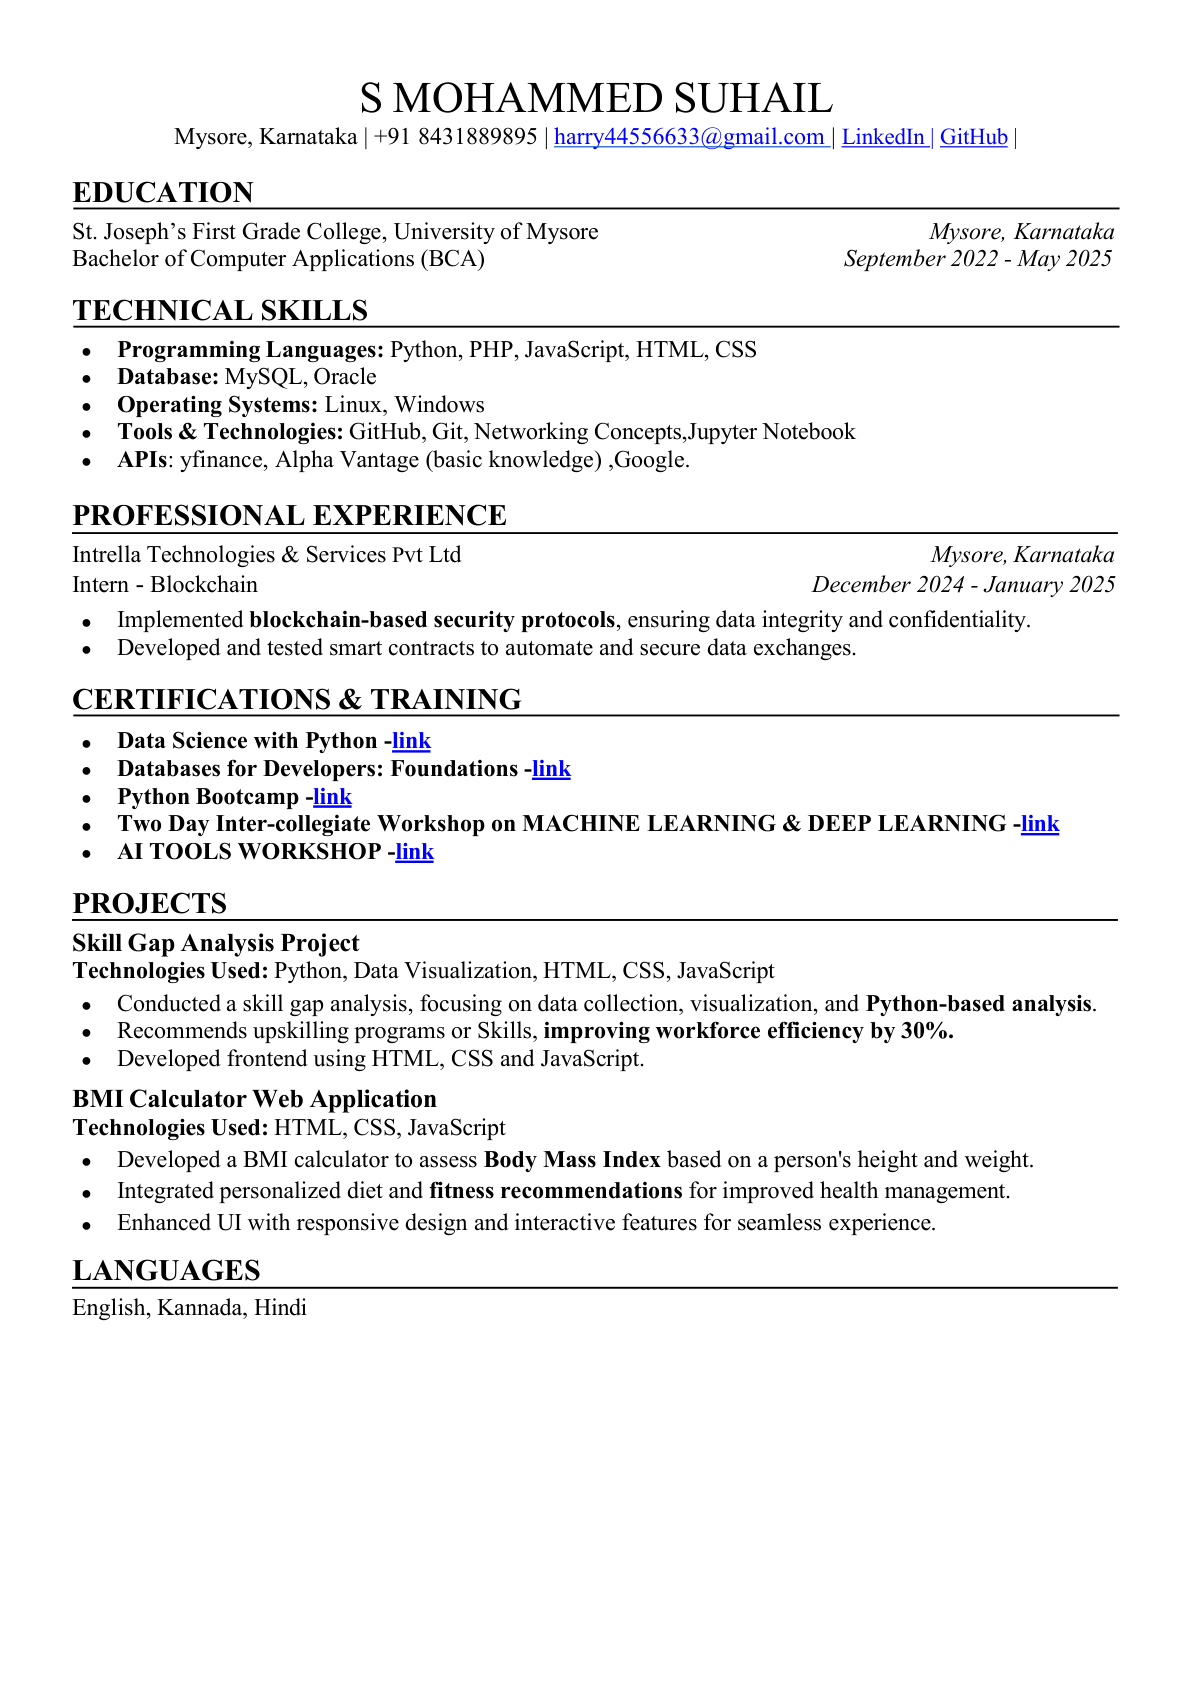 S MOHAMMED SUHAIL
Mysore, Karnataka | +91 8431889895 | harry44556633@gmail.com | LinkedIn | GitHub |
EDUCATION
St. Joseph’s First Grade College, University of Mysore Mysore, Karnataka
Bachelor of Computer Applications (BCA) September 2022 - May 2025
TECHNICAL SKILLS
● Programming Languages: Python, PHP, JavaScript, HTML, CSS
● Database: MySQL, Oracle
● Operating Systems: Linux, Windows
● Tools & Technologies: GitHub, Git, Networking Concepts,Jupyter Notebook
● APIs: yfinance, Alpha Vantage (basic knowledge) ,Google.
PROFESSIONAL EXPERIENCE
Intrella Technologies & Services Pvt Ltd Mysore, Karnataka
Intern - Blockchain December 2024 - January 2025
● Implemented blockchain-based security protocols, ensuring data integrity and confidentiality.
● Developed and tested smart contracts to automate and secure data exchanges.
CERTIFICATIONS & TRAINING
● Data Science with Python -link
● Databases for Developers: Foundations -link
● Python Bootcamp -link
● Two Day Inter-collegiate Workshop on MACHINE LEARNING & DEEP LEARNING -link
● AI TOOLS WORKSHOP -link
PROJECTS
Skill Gap Analysis Project
Technologies Used: Python, Data Visualization, HTML, CSS, JavaScript
● Conducted a skill gap analysis, focusing on data collection, visualization, and Python-based analysis.
● Recommends upskilling programs or Skills, improving workforce efficiency by 30%.
● Developed frontend using HTML, CSS and JavaScript.
BMI Calculator Web Application
Technologies Used: HTML, CSS, JavaScript
● Developed a BMI calculator to assess Body Mass Index based on a person's height and weight.
● Integrated personalized diet and fitness recommendations for improved health management.
● Enhanced UI with responsive design and interactive features for seamless experience.
LANGUAGES
English, Kannada, Hindi